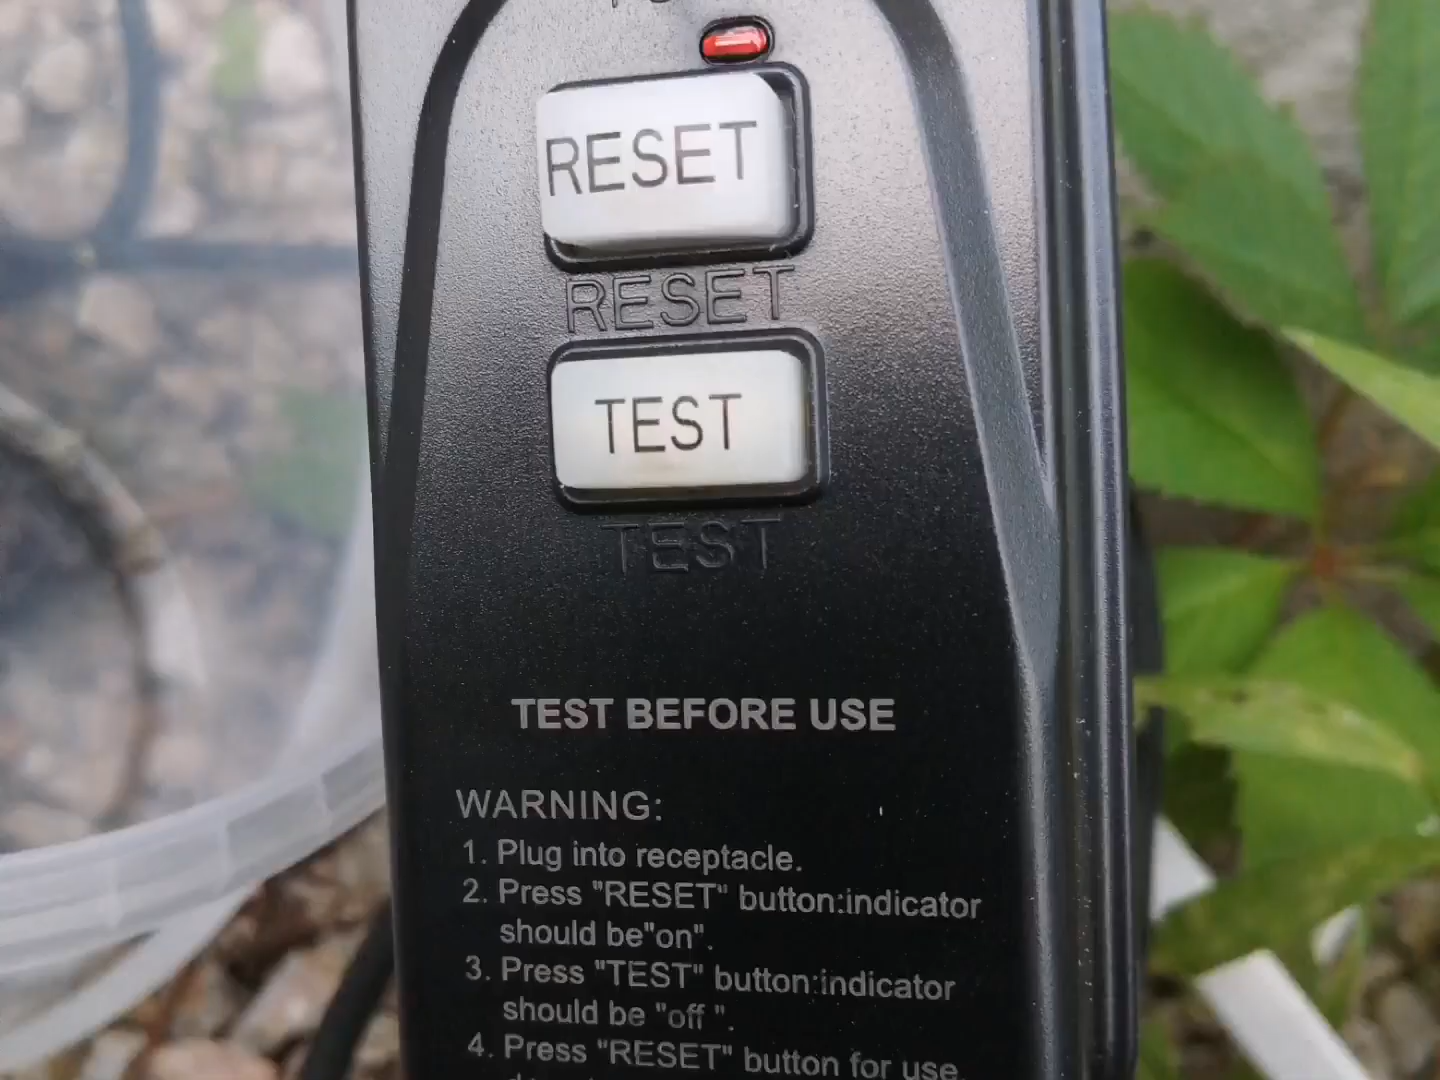 RESET
RESET
TEST
TEST
TEST BEFORE USE
WARNING:
1. Plug into receptacle.
2. Press "RESET" button:indicator
should be"on".
3. Press "TEST" button:indicator
should be "off ".
4. Press "RESET" button for use.